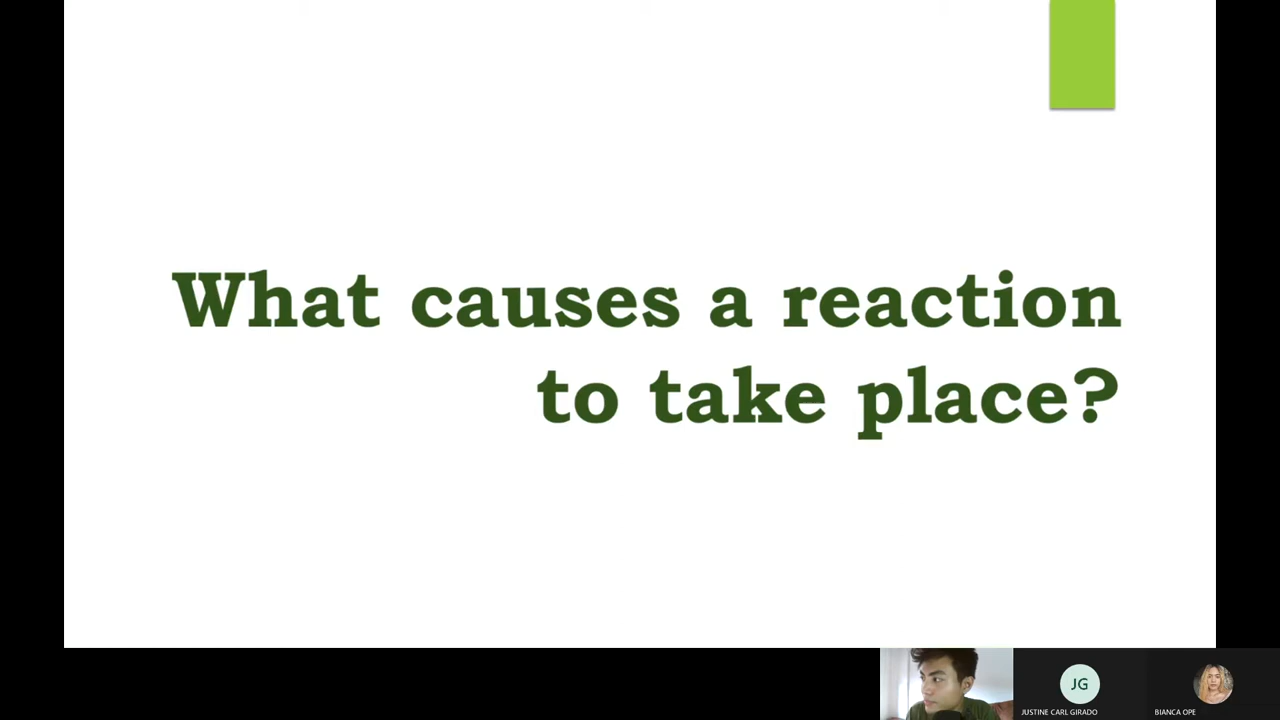 What causes a reaction
to take place?
JG
JUSTINE CARL GIRADO
BIANCA OPE